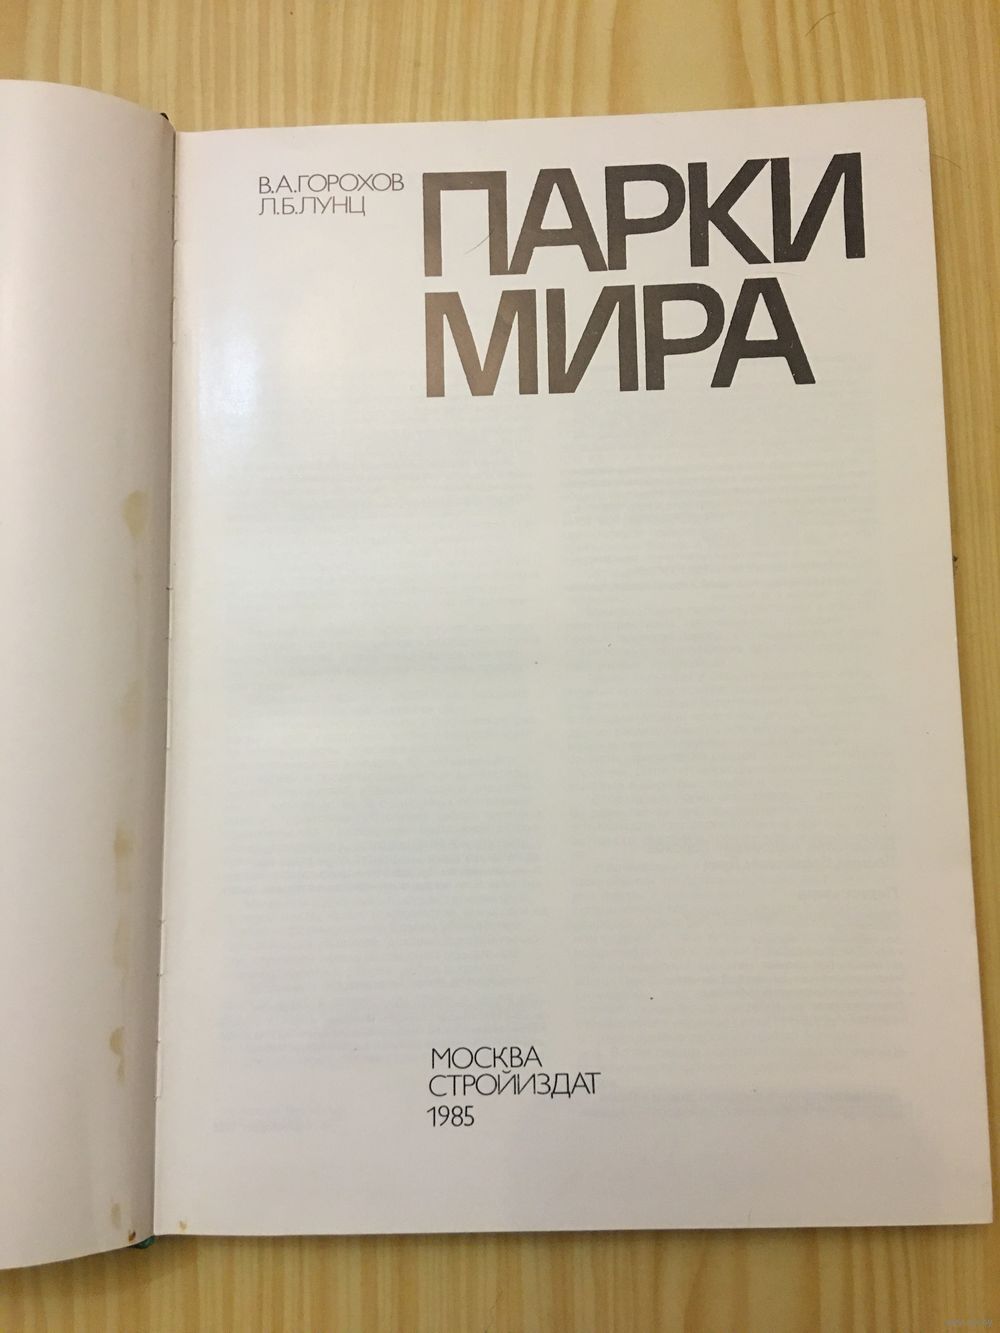 В.А.ГОРОХОВ
Л.Б.ЛУНЦ
ПАРКИ
МИРА
МОСКВА
СТРОЙИЗДАТ
1985